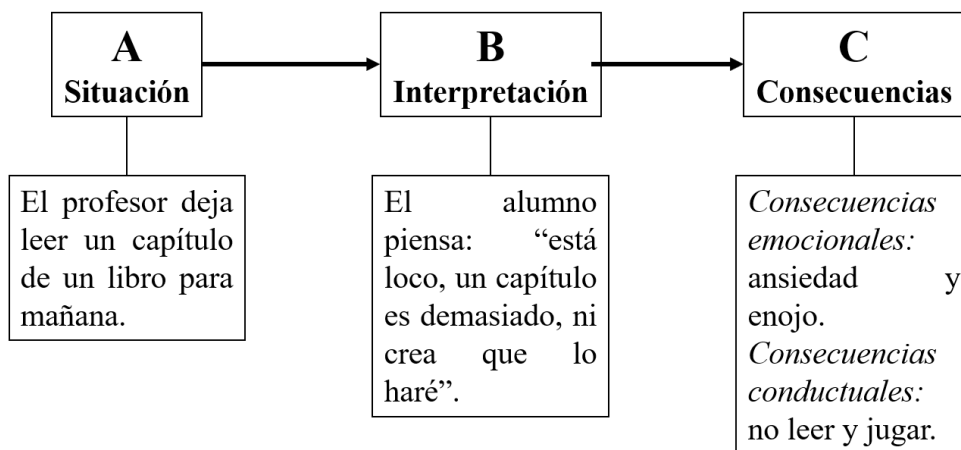 A
Situación
B
Interpretación
C
Consecuencias
El profesor deja
leer un capítulo
de un libro para
mañana.
El alumno
piensa: “está
loco, un capítulo
es demasiado, ni
crea que lo
haré”.
Consecuencias
emocionales:
ansiedad y
enojo.
Consecuencias
conductuales:
no leer y jugar.